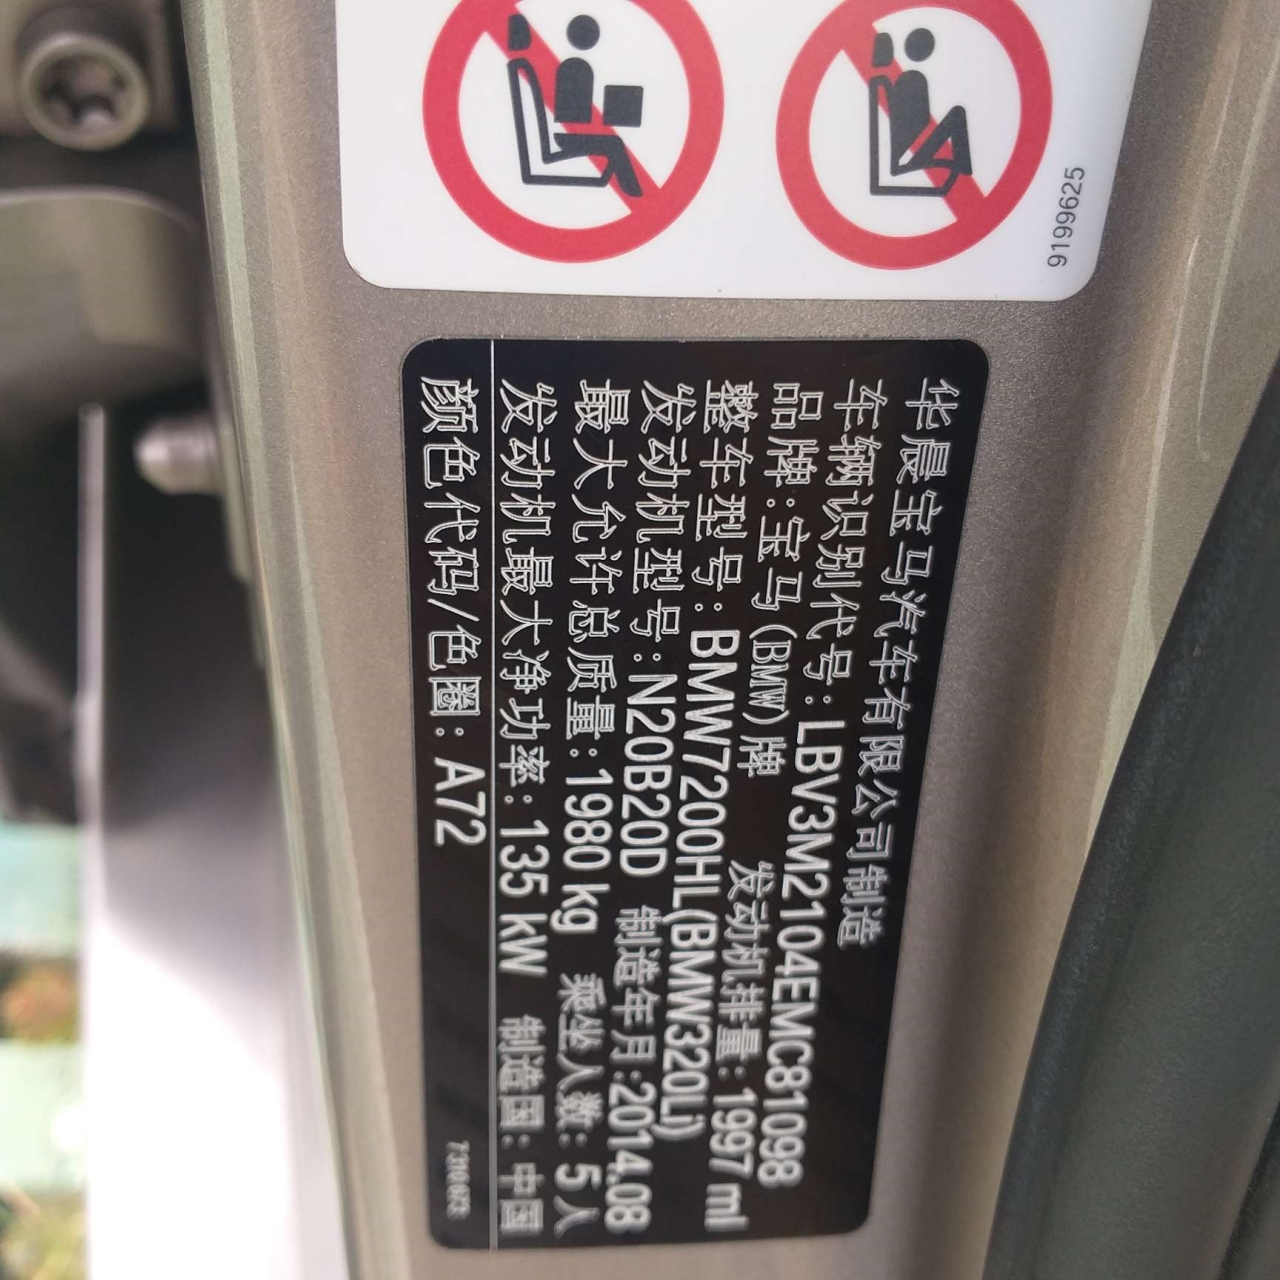 9199625
华晨宝马汽车有限公司制造
车辆识别代号:LBV3M2104EMC81098
品牌:宝马(BMW)牌 发动机排量:1997 ml
整车型号:BMW7200HL(BMW320Li)
发动机型号:N20B20D 制造年月:2014.08
最大允许总质量:1980 kg 乘坐人数:5人
发动机最大净功率:135 kW 制造国:中国
颜色代码/色圈:A72